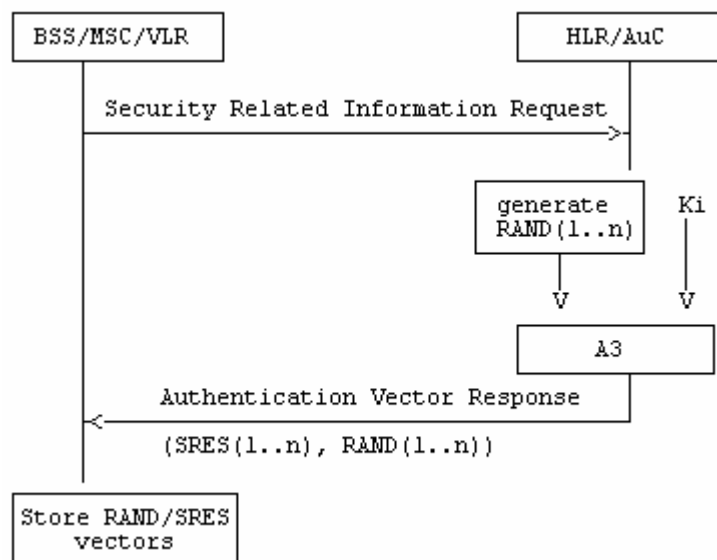 BSS/MSC/VLR
HLR/AuC
Security Related Information Request
generate
RAND(1..n)
Ki
V
V
A3
Authentication Vector Response
(SRES(1..n), RAND(1..n))
Store RAND/SRES
vectors